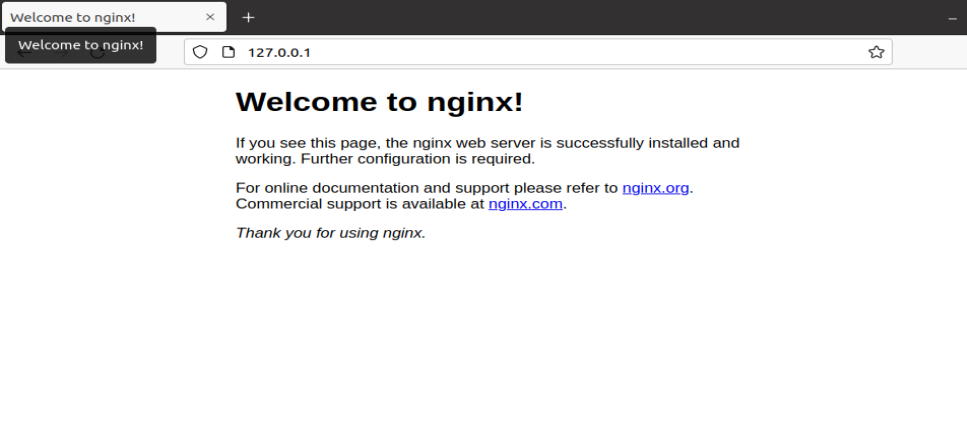 Welcome to nginx!
Welcome to nginx!
127.0.0.1
Welcome to nginx!
If you see this page, the nginx web server is successfully installed and
working. Further configuration is required.
For online documentation and support please refer to nginx.org.
Commercial support is available at nginx.com.
Thank you for using nginx.